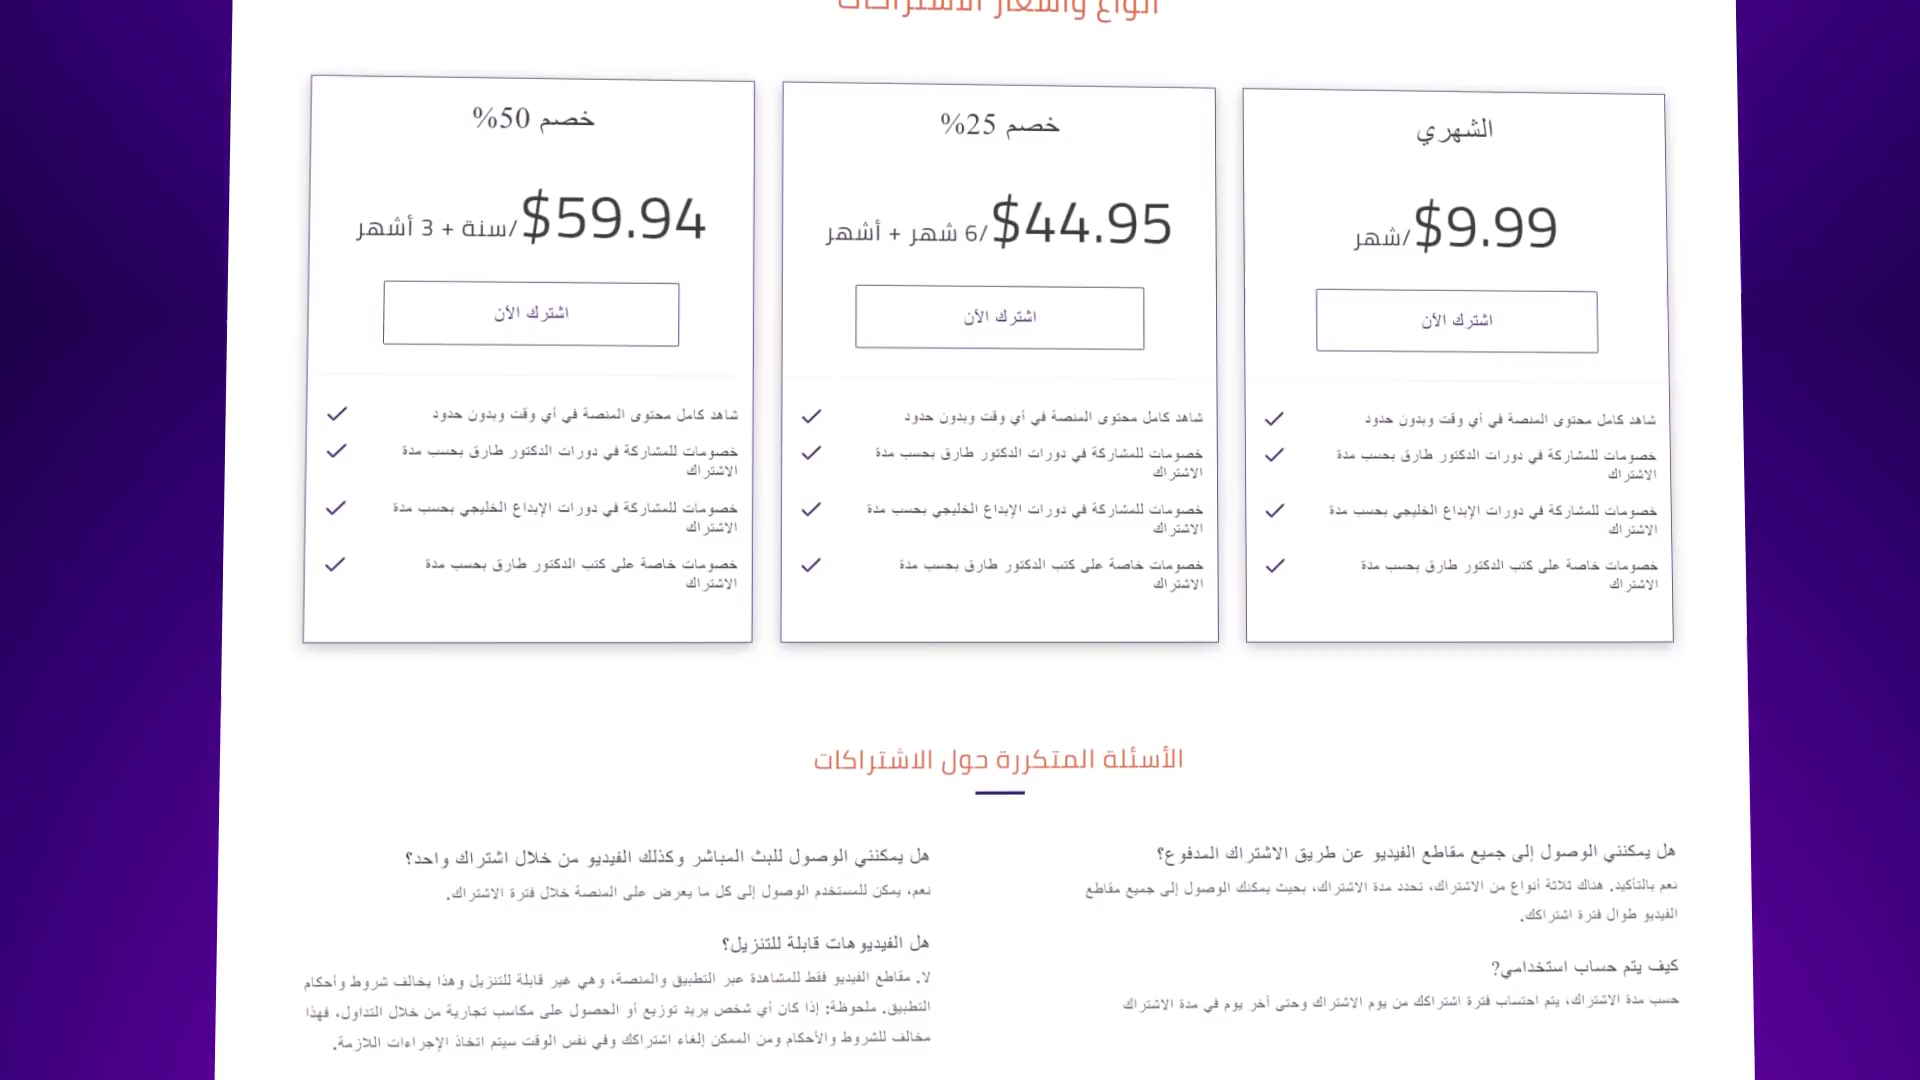 أنواع وأسعار الاشتراكات
الشهري
$9.99/شهر
اشترك الآن
شاهد كامل محتوى المنصة في أي وقت وبدون حدود
خصومات للمشاركة في دورات الدكتور طارق بحسب مدة
الاشتراك
خصومات للمشاركة في دورات الإبداع الخليجي بحسب مدة
الاشتراك
خصومات خاصة على كتب الدكتور طارق بحسب مدة
الاشتراك
خصم 25%
$44.95/6 شهر + أشهر
اشترك الآن
شاهد كامل محتوى المنصة في أي وقت وبدون حدود
خصومات للمشاركة في دورات الدكتور طارق بحسب مدة
الاشتراك
خصومات للمشاركة في دورات الإبداع الخليجي بحسب مدة
الاشتراك
خصومات خاصة على كتب الدكتور طارق بحسب مدة
الاشتراك
خصم 50%
$59.94/سنة + 3 أشهر
اشترك الآن
شاهد كامل محتوى المنصة في أي وقت وبدون حدود
خصومات للمشاركة في دورات الدكتور طارق بحسب مدة
الاشتراك
خصومات للمشاركة في دورات الإبداع الخليجي بحسب مدة
الاشتراك
خصومات خاصة على كتب الدكتور طارق بحسب مدة
الاشتراك
الأسئلة المتكررة حول الاشتراكات
هل يمكنني الوصول إلى جميع مقاطع الفيديو عن طريق الاشتراك المدفوع؟
نعم بالتأكيد. هناك ثلاثة أنواع من الاشتراك، تحدد مدة الاشتراك، بحيث يمكنك الوصول إلى جميع مقاطع
الفيديو طوال فترة اشتراكك.
كيف يتم حساب استخدامي?
حسب مدة الاشتراك، يتم احتساب فترة اشتراكك من يوم الاشتراك وحتى آخر يوم في مدة الاشتراك
هل يمكنني الوصول للبث المباشر وكذلك الفيديو من خلال اشتراك واحد؟
نعم، يمكن للمستخدم الوصول إلى كل ما يعرض على المنصة خلال فترة الاشتراك.
هل الفيديوهات قابلة للتنزيل؟
لا. مقاطع الفيديو فقط للمشاهدة عبر التطبيق والمنصة، وهي غير قابلة للتنزيل وهذا يخالف شروط وأحكام
التطبيق. ملحوظة: إذا كان أي شخص يريد توزيع أو الحصول على مكاسب تجارية من خلال التداول، فهذا
مخالف للشروط والأحكام ومن الممكن إلغاء اشتراكك وفي نفس الوقت سيتم اتخاذ الإجراءات اللازمة.